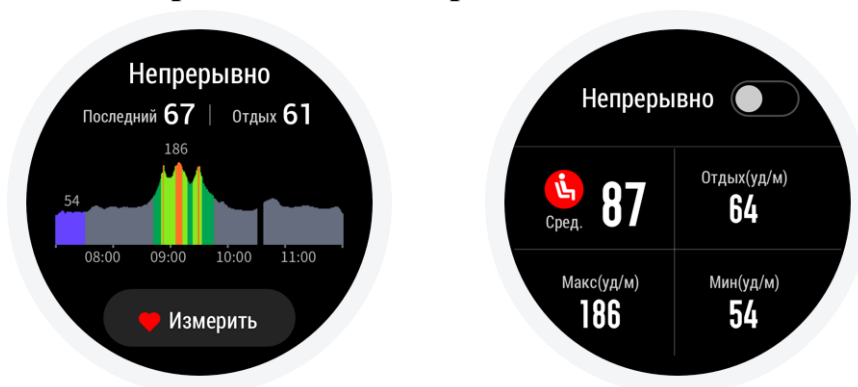 Непрерывно
Последний 67 | Отдых 61
186
54
08:00 09:00 10:00 11:00
Измерить
Непрерывно
Сред. 87
Отдых(уд/м)
64
Макс(уд/м)
186
Мин(уд/м)
54